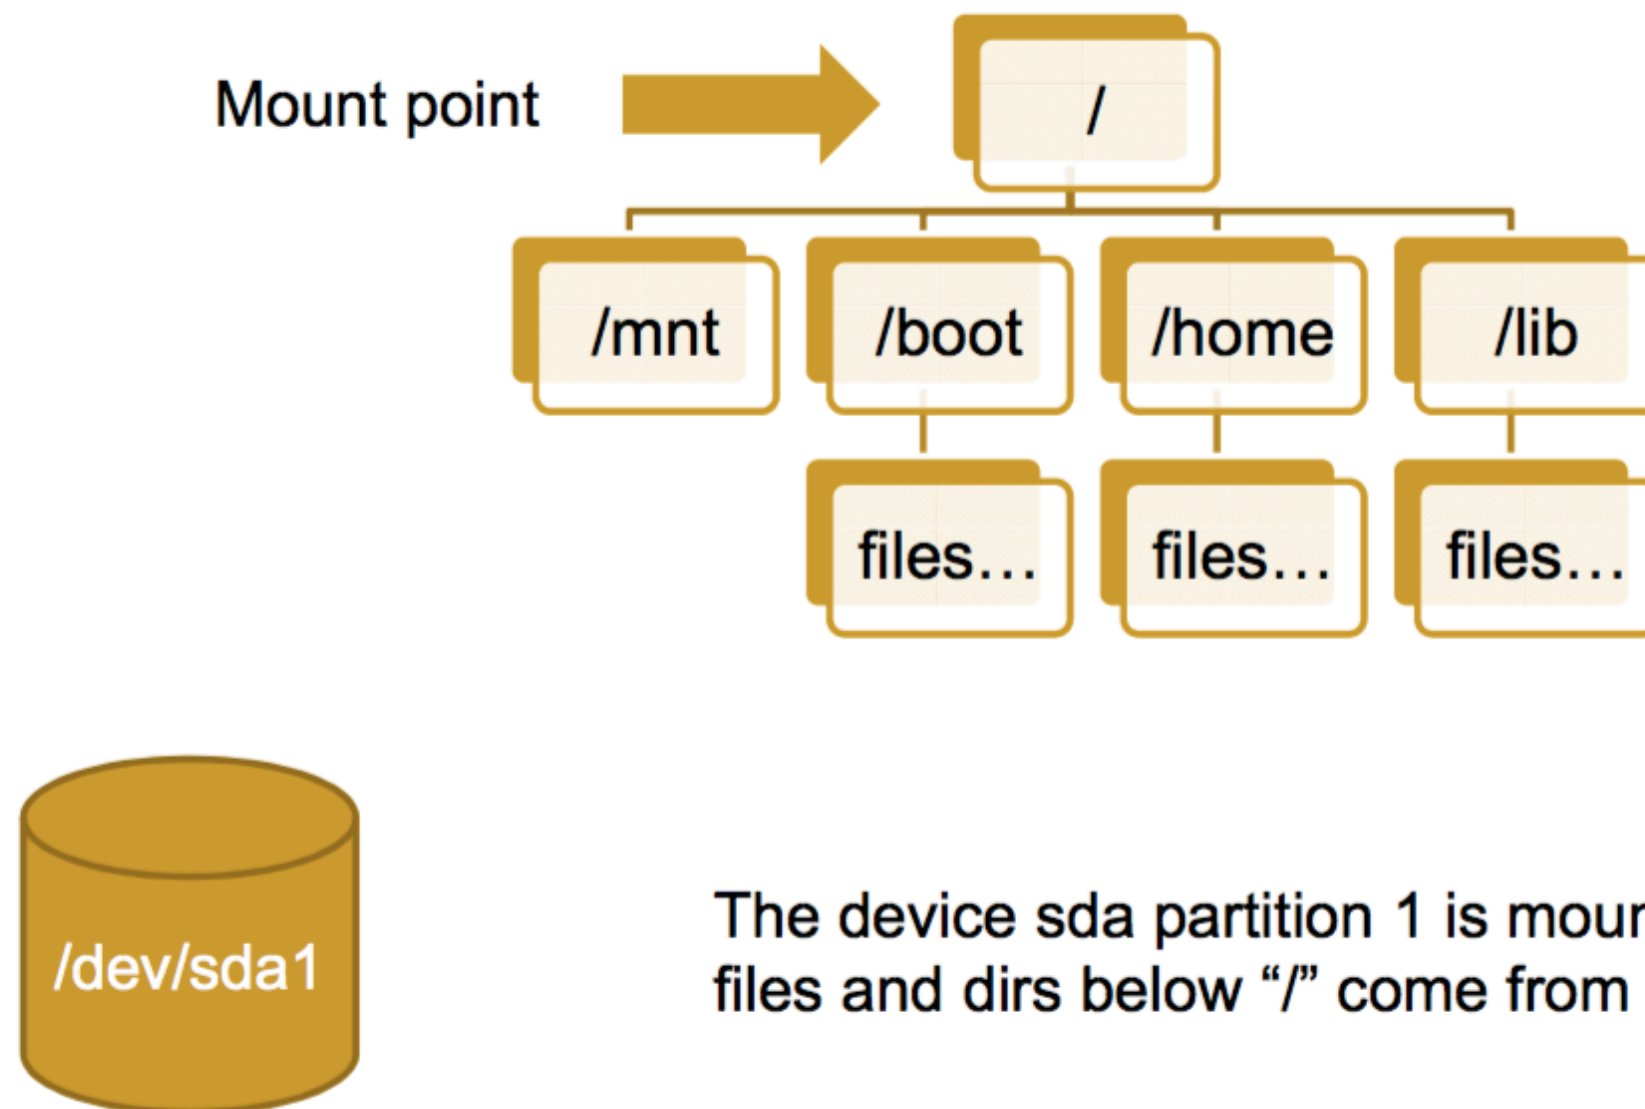 Mount point
/
/mnt
/boot
/home
/lib
files…
files…
files…
/dev/sda1
The device sda partition 1 is
files and dirs below “/” come from